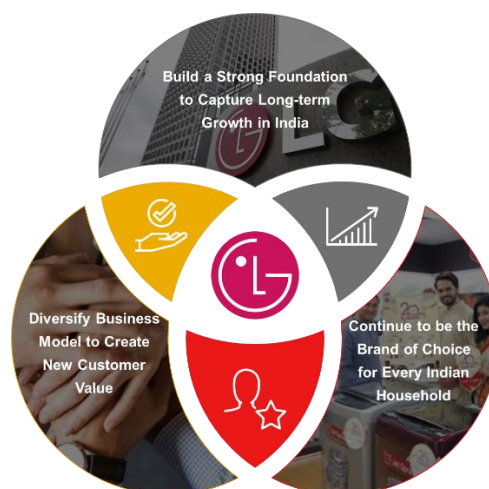 Build a Strong Foundation
to Capture Long-term
Growth in India
LG
Diversify Business
Model to Create
New Customer
Value
Continue to be the
Brand of Choice
for Every Indian
Household